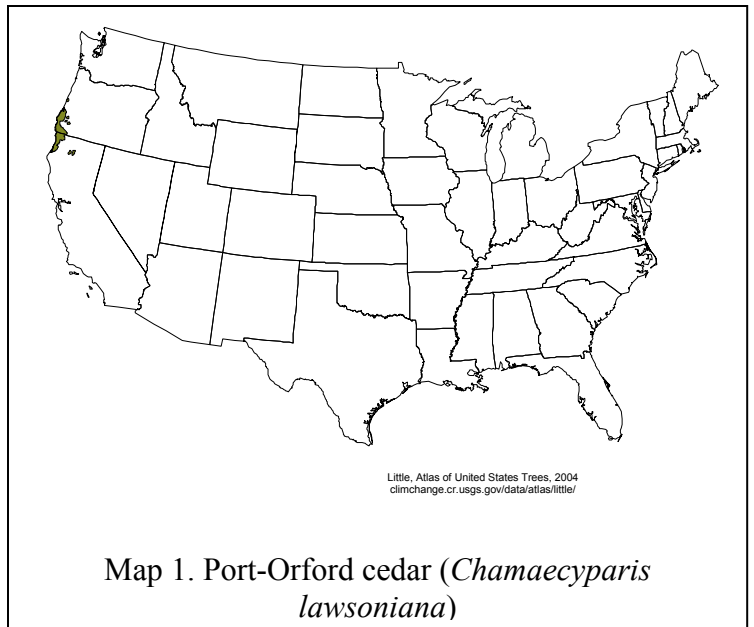 Little, Atlas of United States Trees, 2004
climchange.cr.usgs.gov/data/atlas/little/
Map 1. Port-Orford cedar (Chamaecyparis
lawsoniana)